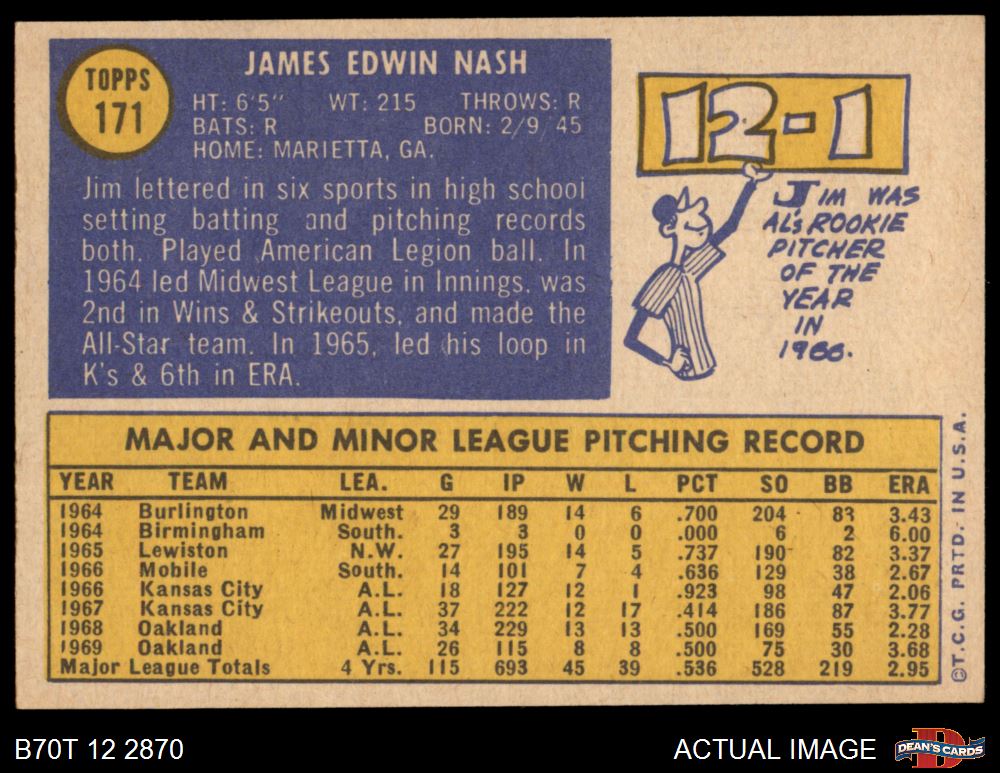 TOPPS
171
JAMES EDWIN NASH
HT: 6'5" WT: 215 THROWS: R
BATS: R BORN: 2/9/45
HOME: MARIETTA, GA.
Jim lettered in six sports in high school
setting batting and pitching records
both. Played American Legion ball. In
1964 led Midwest League in Innings, was
2nd in Wins & Strikeouts, and made the
All-Star team. In 1965, led his loop in
K's & 6th in ERA.
12-1
JIM WAS
AL'S ROOKIE
PITCHER
OF THE
YEAR
IN
1966.
MAJOR AND MINOR LEAGUE PITCHING RECORD
YEAR TEAM LEA. G IP W L PCT SO BB ERA
1964 Burlington Midwest 29 189 14 6 .700 204 83 3.43
1964 Birmingham South. 3 3 0 0 .000 6 2 6.00
1965 Lewiston N.W. 27 195 14 5 .737 190 82 3.37
1966 Mobile South. 14 101 7 4 .636 129 38 2.67
1966 Kansas City A.L. 18 127 12 1 .923 98 47 2.06
1967 Kansas City A.L. 37 222 12 17 .414 186 87 3.77
1968 Oakland A.L. 34 229 13 13 .500 169 55 2.28
1969 Oakland A.L. 26 115 8 8 .500 75 30 3.68
Major League Totals 4 Yrs. 115 693 45 39 .536 528 219 2.95
©T.C.G. PRTD. IN U.S.A.
B70T 12 2870
ACTUAL IMAGE
DEAN'S CARDS